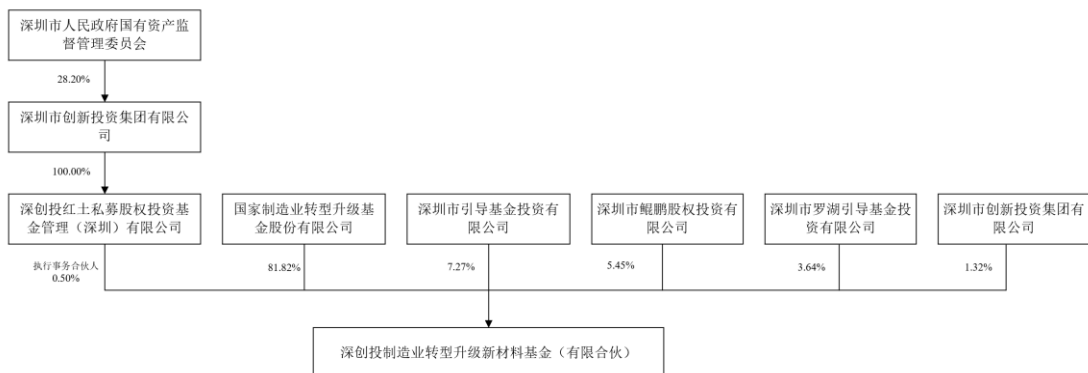 深圳市人民政府国有资产监
督管理委员会
28.20%
深圳市创新投资集团有限公
司
100.00%
深创投红土私募股权投资基
金管理（深圳）有限公司
国家制造业转型升级基
金股份有限公司
深圳市引导基金投资有
限公司
深圳市鲲鹏股权投资有
限公司
深圳市罗湖引导基金投
资有限公司
深圳市创新投资集团有
限公司
执行事务合伙人
0.50%
81.82%
7.27%
5.45%
3.64%
1.32%
深创投制造业转型升级新材料基金（有限合伙）